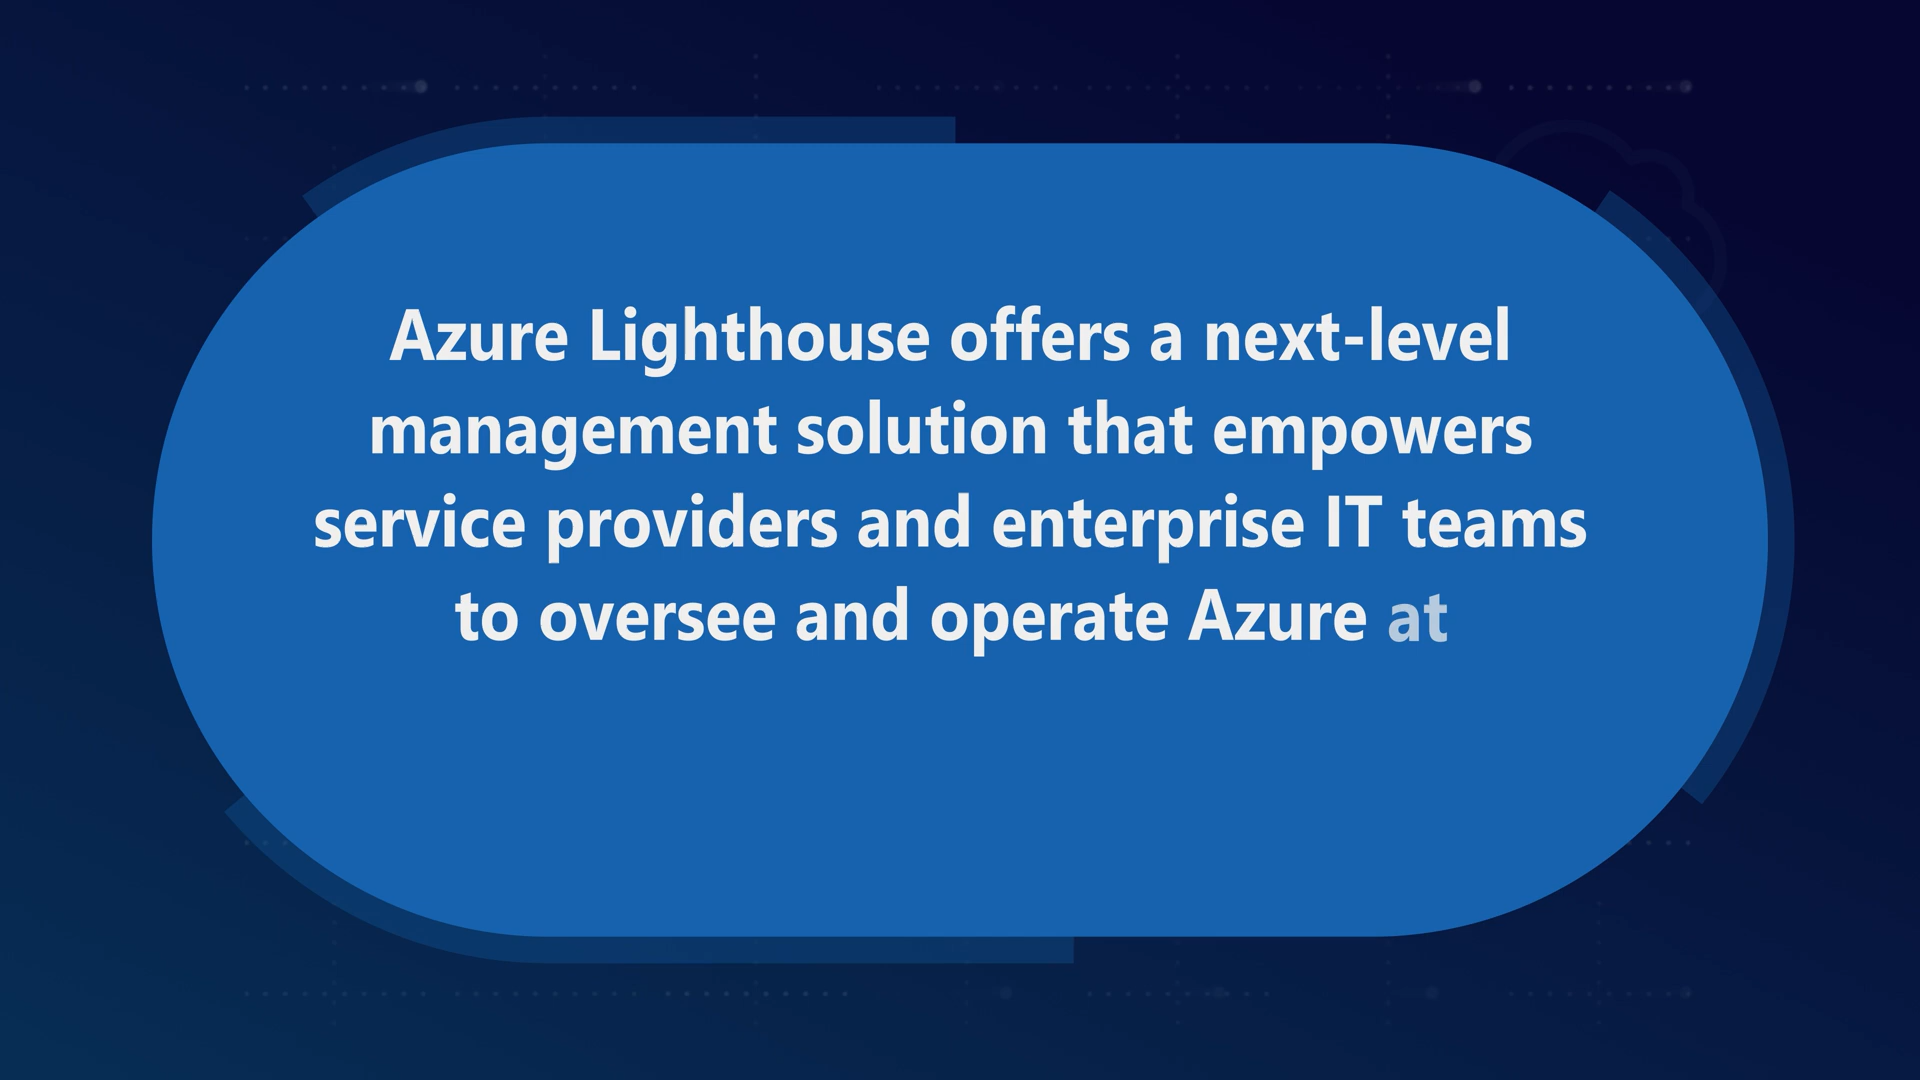 Azure Lighthouse offers a next-level
management solution that empowers
service providers and enterprise IT teams
to oversee and operate Azure at